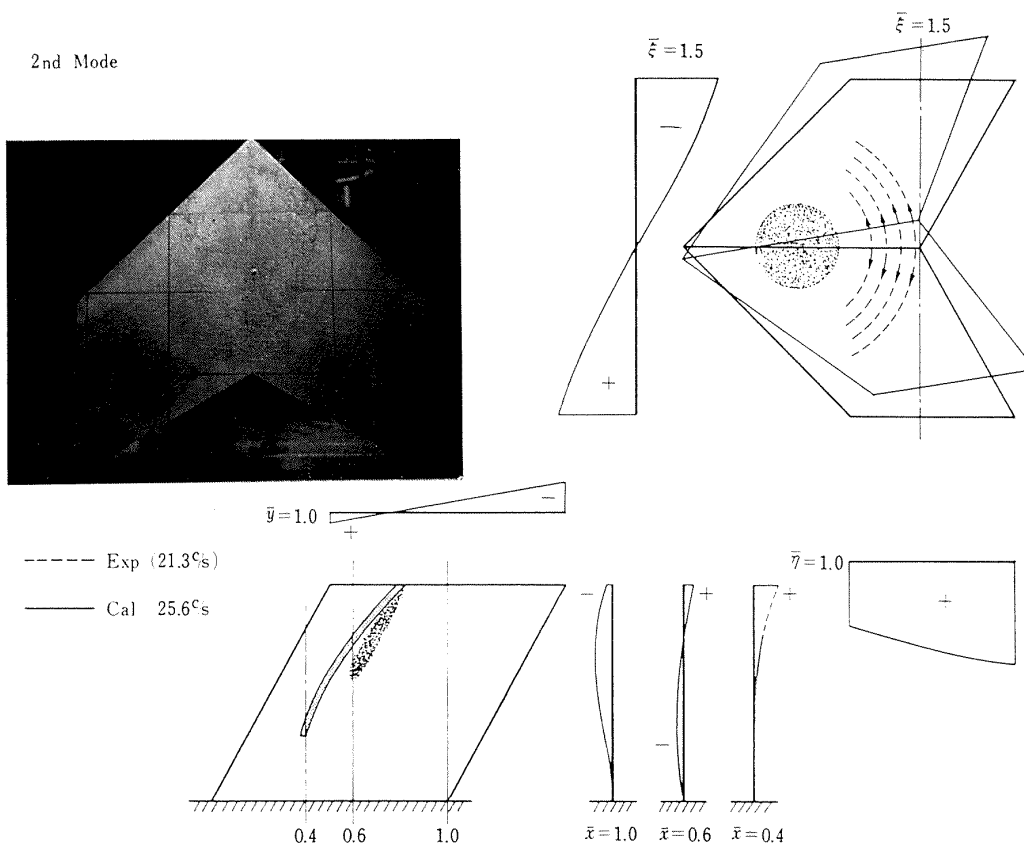 2nd Mode
ξ̄=1.5
ξ̄=1.5
−
+
ȳ=1.0
−
+
Exp (21.3ᶜ/s)
Cal 25.6ᶜ/s
η̄=1.0
+
−
+
−
+
0.4
0.6
1.0
x̄=1.0
x̄=0.6
x̄=0.4